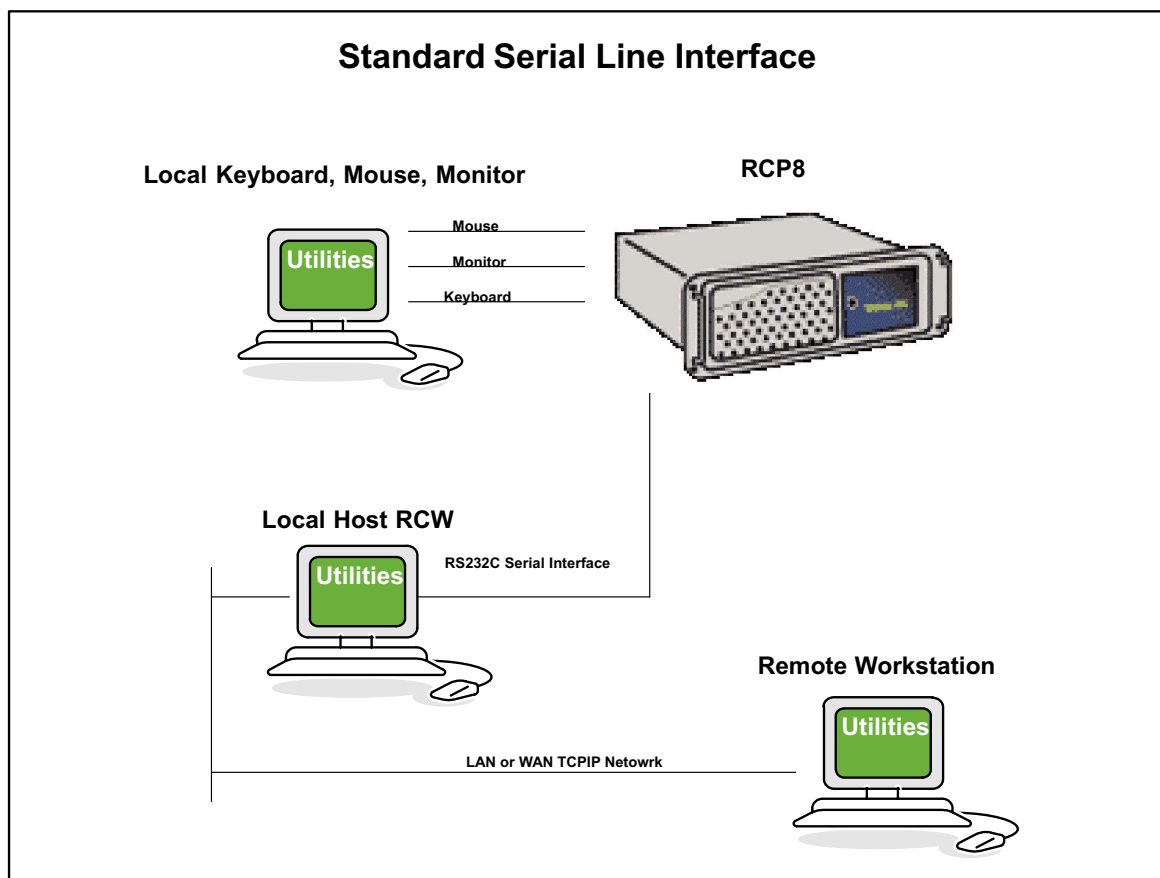 Standard Serial Line Interface
Local Keyboard, Mouse, Monitor
RCP8
Utilities
Mouse
Monitor
Keyboard
Local Host RCW
Utilities
RS232C Serial Interface
Remote Workstation
Utilities
LAN or WAN TCPIP Netowrk